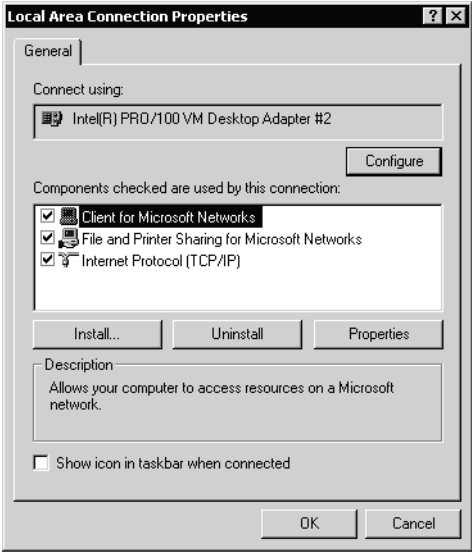 Local Area Connection Properties
General
Connect using:
Intel(R) PRO/100 VM Desktop Adapter #2
Configure
Components checked are used by this connection:
Client for Microsoft Networks
File and Printer Sharing for Microsoft Networks
Internet Protocol (TCP/IP)
Install... Uninstall Properties
Description
Allows your computer to access resources on a Microsoft
network.
Show icon in taskbar when connected
OK Cancel